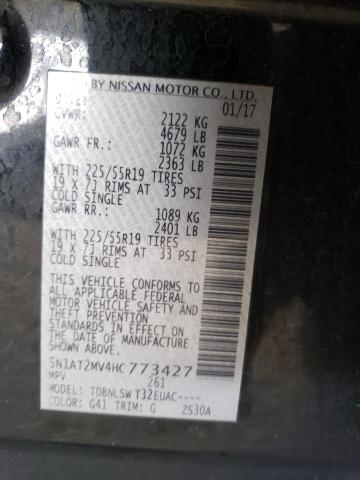 BY NISSAN MOTOR CO., LTD.
DATE: 01/17
GVWR: 2122 KG
4679 LB
GAWR FR.: 1072 KG
2363 LB
WITH 225/55R19 TIRES
19 X 7J RIMS AT 33 PSI
COLD SINGLE
GAWR RR.: 1089 KG
2401 LB
WITH 225/55R19 TIRES
19 X 7J RIMS AT 33 PSI
COLD SINGLE
THIS VEHICLE CONFORMS TO
ALL APPLICABLE FEDERAL
MOTOR VEHICLE SAFETY AND
THEFT PREVENTION
STANDARDS IN EFFECT ON
THE DATE OF MANUFACTURE
SHOWN ABOVE.
5N1AT2MV4HC773427
MPV 261
MODEL: TDBNLSW T32EUAC----
COLOR: G41 TRIM: G ZS30A